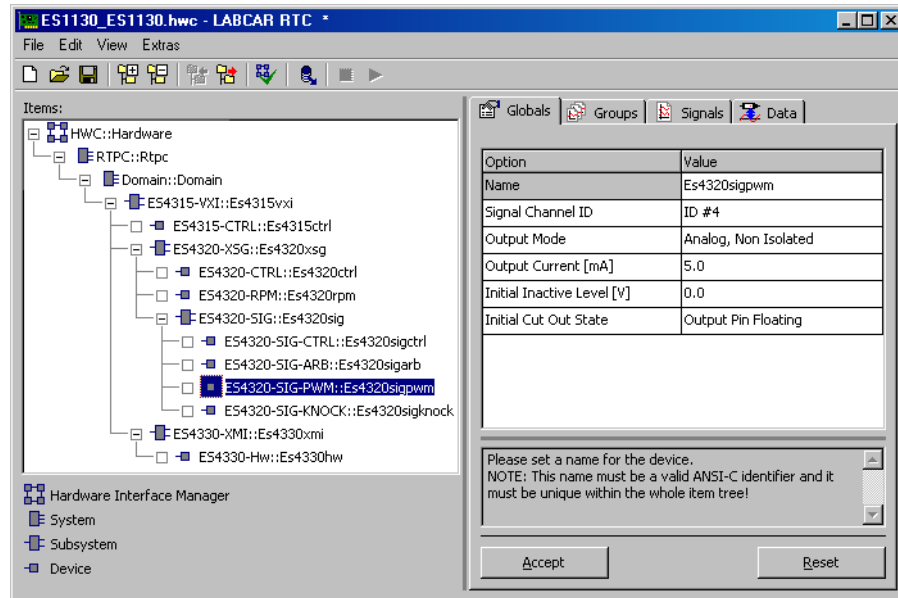 ES1130_ES1130.hwc - LABCAR RTC *
File Edit View Extras
Items:
HWC::Hardware
RTPC::Rtpc
Domain::Domain
ES4315-VXI::Es4315vxi
ES4315-CTRL::Es4315ctrl
ES4320-XSG::Es4320xsg
ES4320-CTRL::Es4320ctrl
ES4320-RPM::Es4320rpm
ES4320-SIG::Es4320sig
ES4320-SIG-CTRL::Es4320sigctrl
ES4320-SIG-ARB::Es4320sigarb
ES4320-SIG-PWM::Es4320sigpwm
ES4320-SIG-KNOCK::Es4320sigknock
ES4330-XMI::Es4330xmi
ES4330-Hw::Es4330hw
Hardware Interface Manager
System
Subsystem
Device
Globals Groups Signals Data
Option Value
Name Es4320sigpwm
Signal Channel ID ID #4
Output Mode Analog, Non Isolated
Output Current [mA] 5.0
Initial Inactive Level [V] 0.0
Initial Cut Out State Output Pin Floating
Please set a name for the device.
NOTE: This name must be a valid ANSI-C identifier and it
must be unique within the whole item tree!
Accept Reset